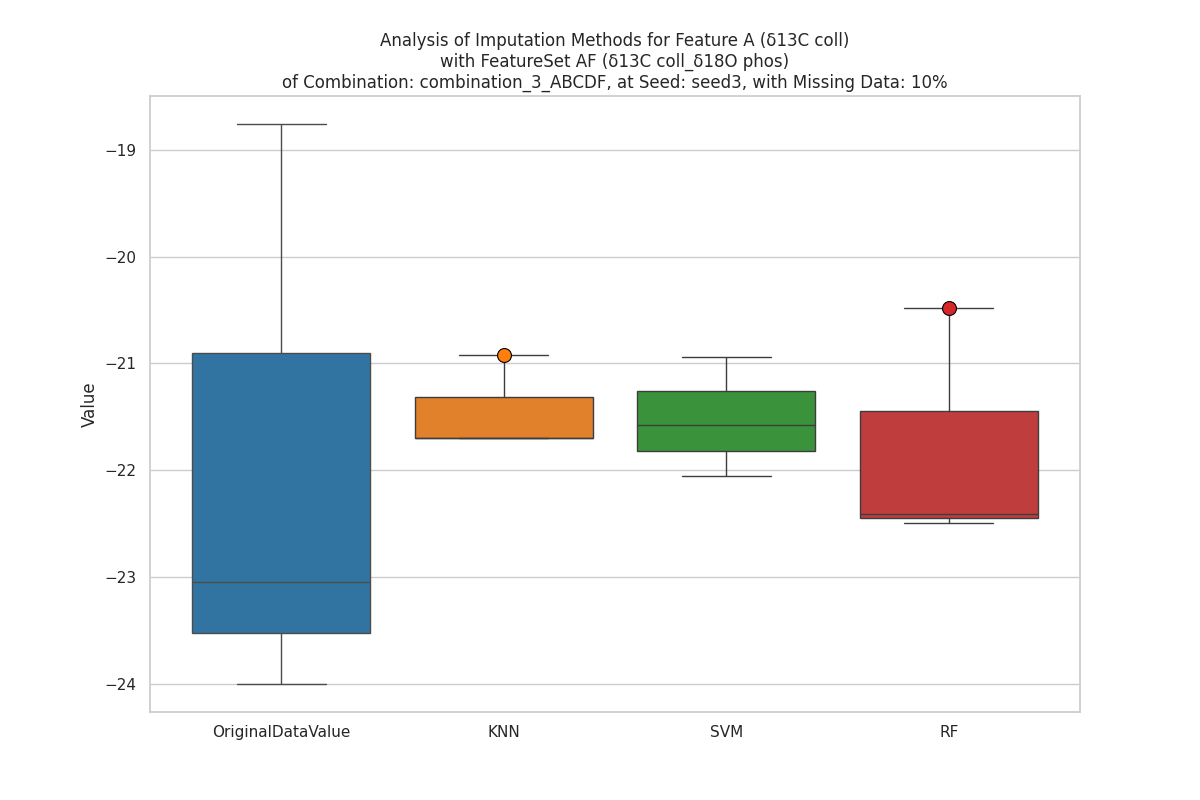 Analysis of Imputation Methods for Feature A (δ13C coll)
with FeatureSet AF (δ13C coll_δ18O phos)
of Combination: combination_3_ABCDF, at Seed: seed3, with Missing Data: 10%
−19
−20
−21
−22
−23
−24
Value
OriginalDataValue
KNN
SVM
RF